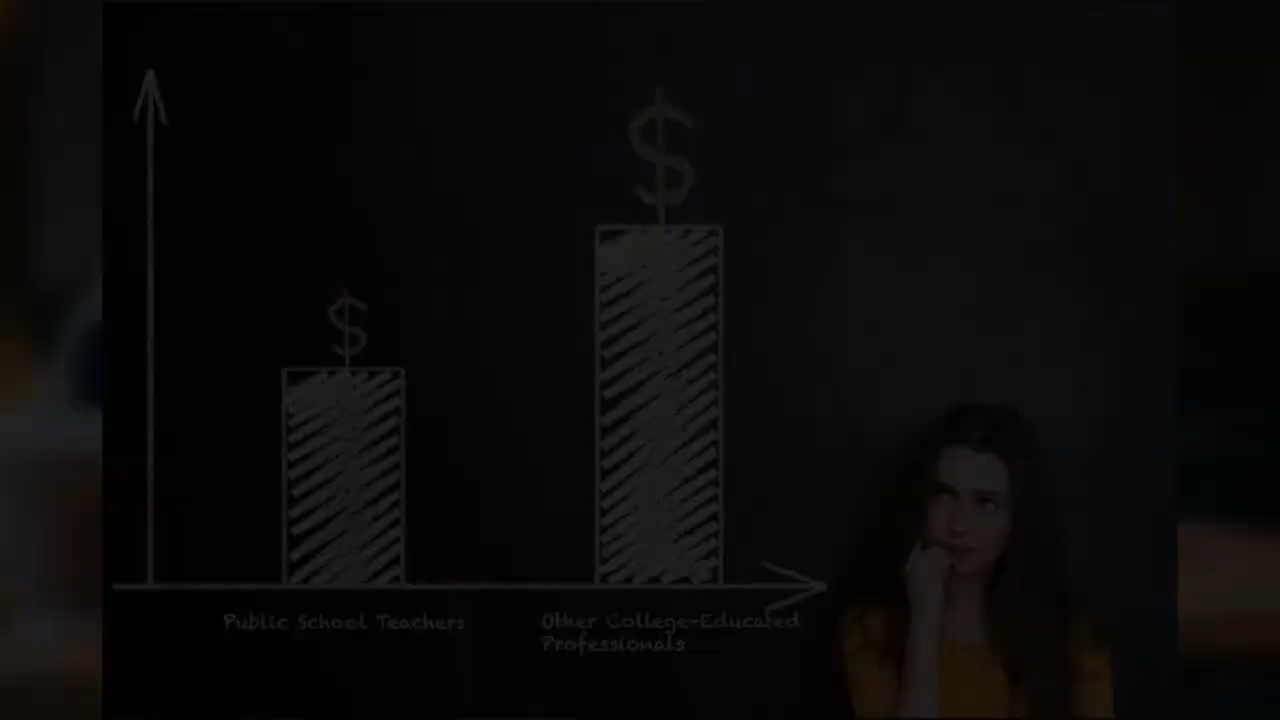 $
$
Public School Teachers
Other College-Educated
Professionals